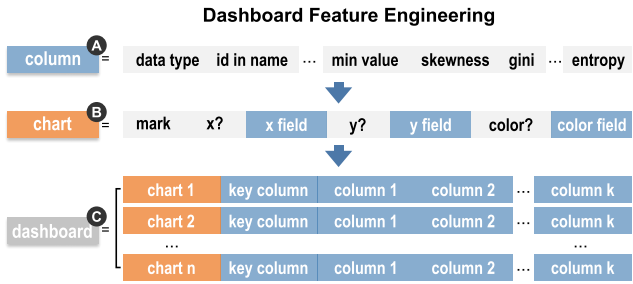 Dashboard Feature Engineering
A
column = data type id in name ... min value skewness gini ... entropy
B
chart = mark x? x field y? y field color? color field
C
chart 1 key column column 1 column 2 ... column k
chart 2 key column column 1 column 2 ... column k
dashboard =
... ...
chart n key column column 1 column 2 ... column k